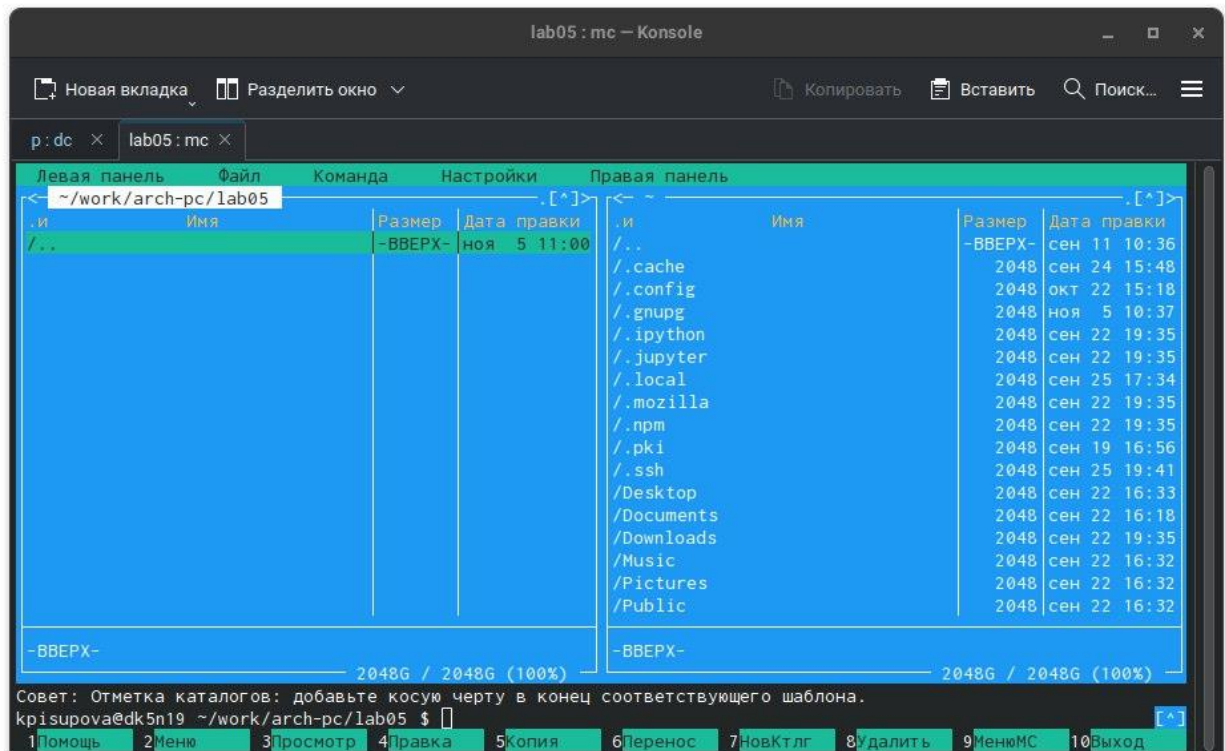 lab05 : mc — Konsole
Новая вкладка Разделить окно Копировать Вставить Поиск...
p : dc lab05 : mc
Левая панель Файл Команда Настройки Правая панель
<— ~/work/arch-pc/lab05 .[^]> <— ~ .[^]>
.и Имя Размер Дата правки .и Имя Размер Дата правки
/.. -ВВЕРХ- ноя 5 11:00 /.. -ВВЕРХ- сен 11 10:36
/.cache 2048 сен 24 15:48
/.config 2048 окт 22 15:18
/.gnupg 2048 ноя 5 10:37
/.ipython 2048 сен 22 19:35
/.jupyter 2048 сен 22 19:35
/.local 2048 сен 25 17:34
/.mozilla 2048 сен 22 19:35
/.npm 2048 сен 22 19:35
/.pki 2048 сен 19 16:56
/.ssh 2048 сен 25 19:41
/Desktop 2048 сен 22 16:33
/Documents 2048 сен 22 16:18
/Downloads 2048 сен 22 19:35
/Music 2048 сен 22 16:32
/Pictures 2048 сен 22 16:32
/Public 2048 сен 22 16:32
-ВВЕРХ- -ВВЕРХ-
2048G / 2048G (100%) 2048G / 2048G (100%)
Совет: Отметка каталогов: добавьте косую черту в конец соответствующего шаблона.
kpisupova@dk5n19 ~/work/arch-pc/lab05 $ [^]
1Помощь 2Меню 3Просмотр 4Правка 5Копия 6Перенос 7НовКтлг 8Удалить 9МенюМС 10Выход